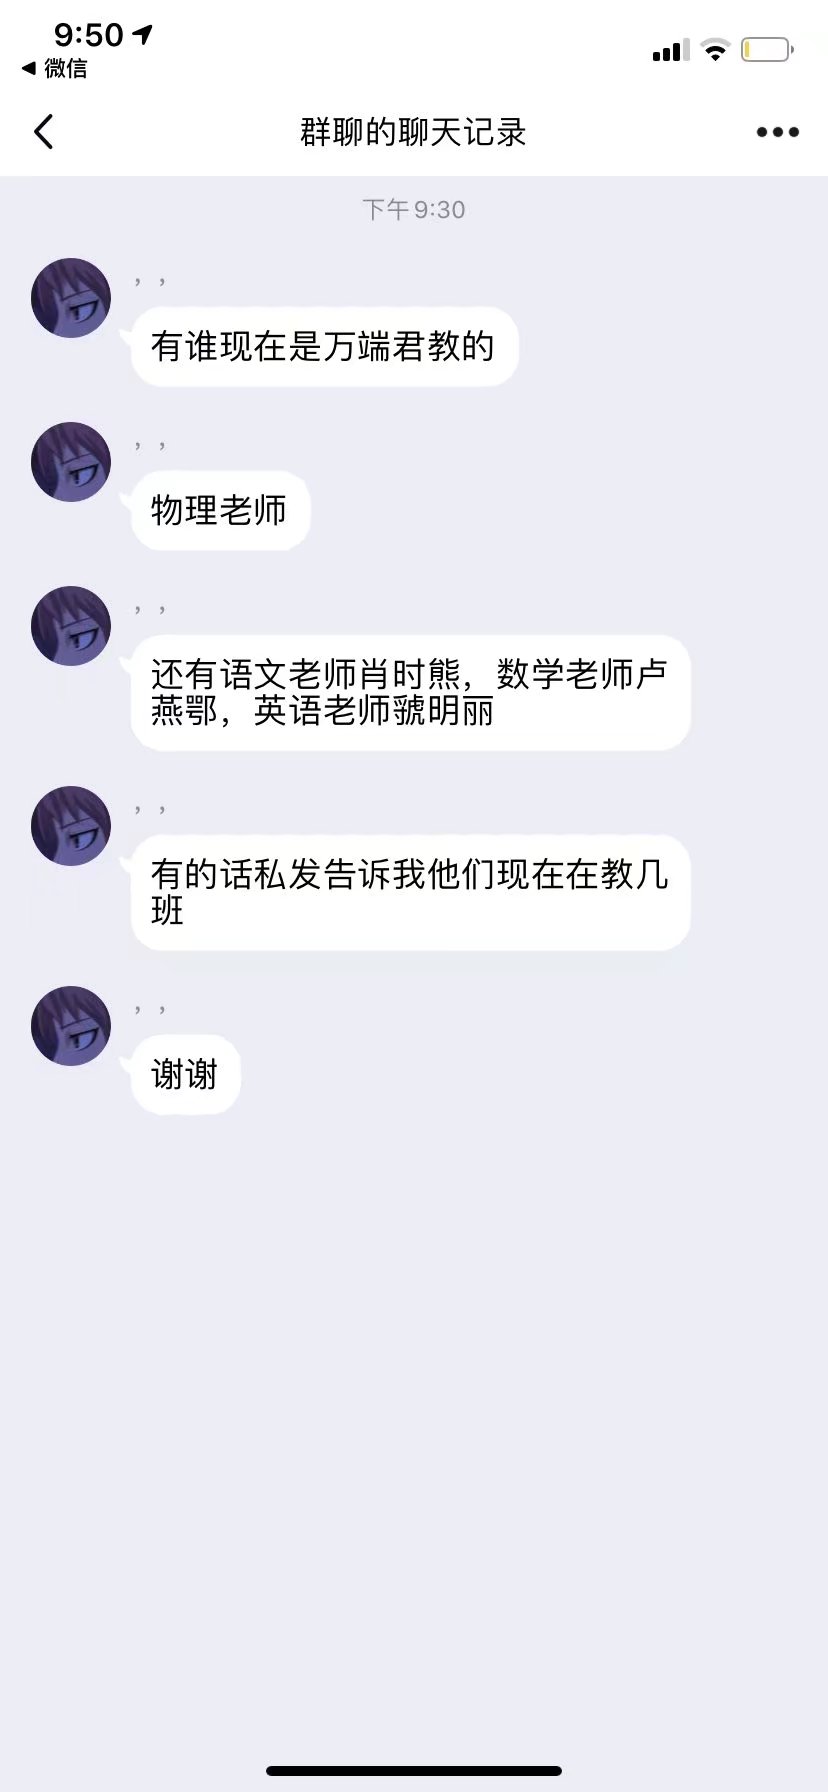 9:50
微信
群聊的聊天记录
下午 9:30
，，
有谁现在是万端君教的
，，
物理老师
，，
还有语文老师肖时熊，数学老师卢
燕鄂，英语老师虢明丽
，，
有的话私发告诉我他们现在在教几
班
，，
谢谢